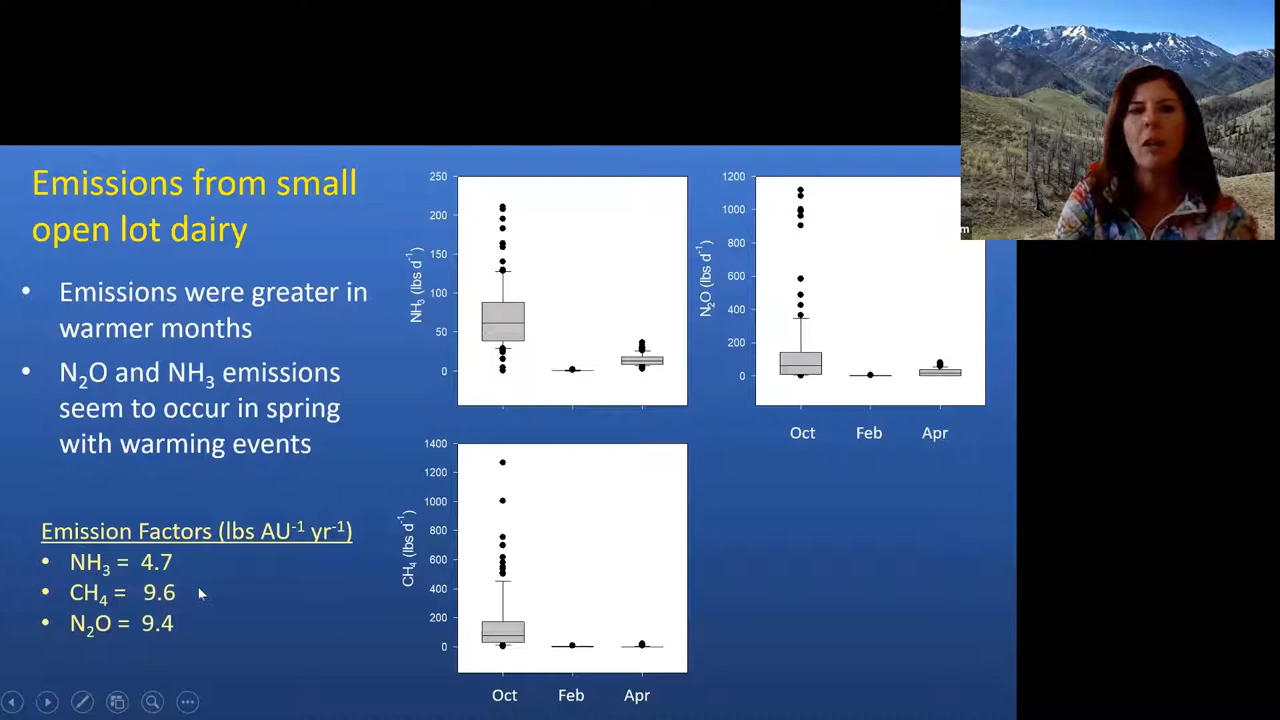 Emissions from small
open lot dairy
• Emissions were greater in
warmer months
• N₂O and NH₃ emissions
seem to occur in spring
with warming events
Emission Factors (lbs AU⁻¹ yr⁻¹)
• NH₃ = 4.7
• CH₄ = 9.6
• N₂O = 9.4
NH₃ (lbs d⁻¹)
250
200
150
100
50
0
N₂O (lbs d⁻¹)
1200
1000
800
600
400
200
0
Oct Feb Apr
CH₄ (lbs d⁻¹)
1400
1200
1000
800
600
400
200
0
Oct Feb Apr